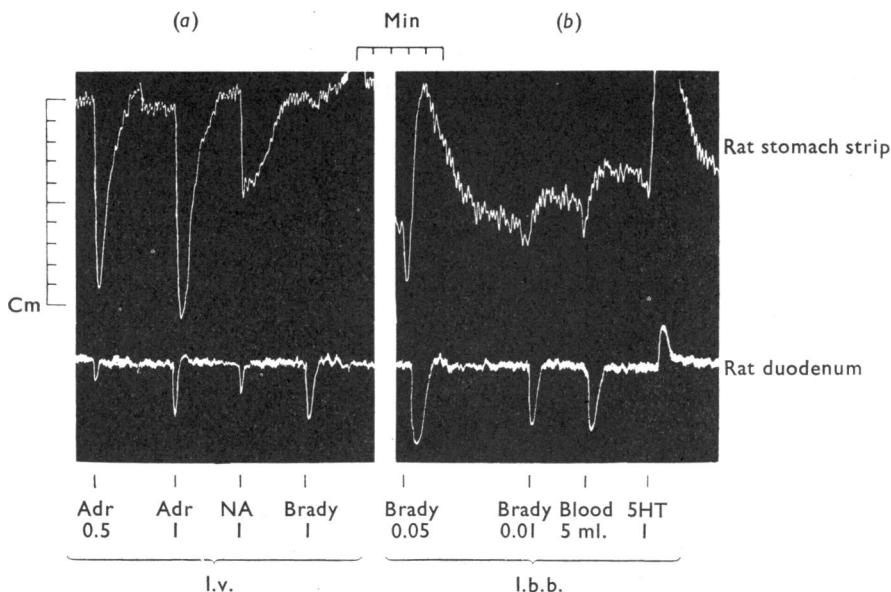 (a) Min (b)
Rat stomach strip
Cm
Rat duodenum
Adr Adr NA Brady Brady Brady Blood 5HT
0.5 1 1 1 0.05 0.01 5 ml. 1
I.v. I.b.b.